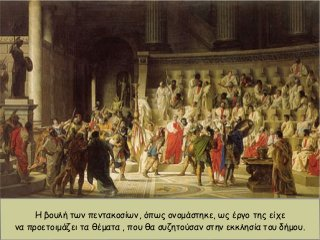 Η βουλή των πεντακοσίων, όπως ονομάστηκε, ως έργο της είχε
να προετοιμάζει τα θέματα , που θα συζητούσαν στην εκκλησία του δήμου.